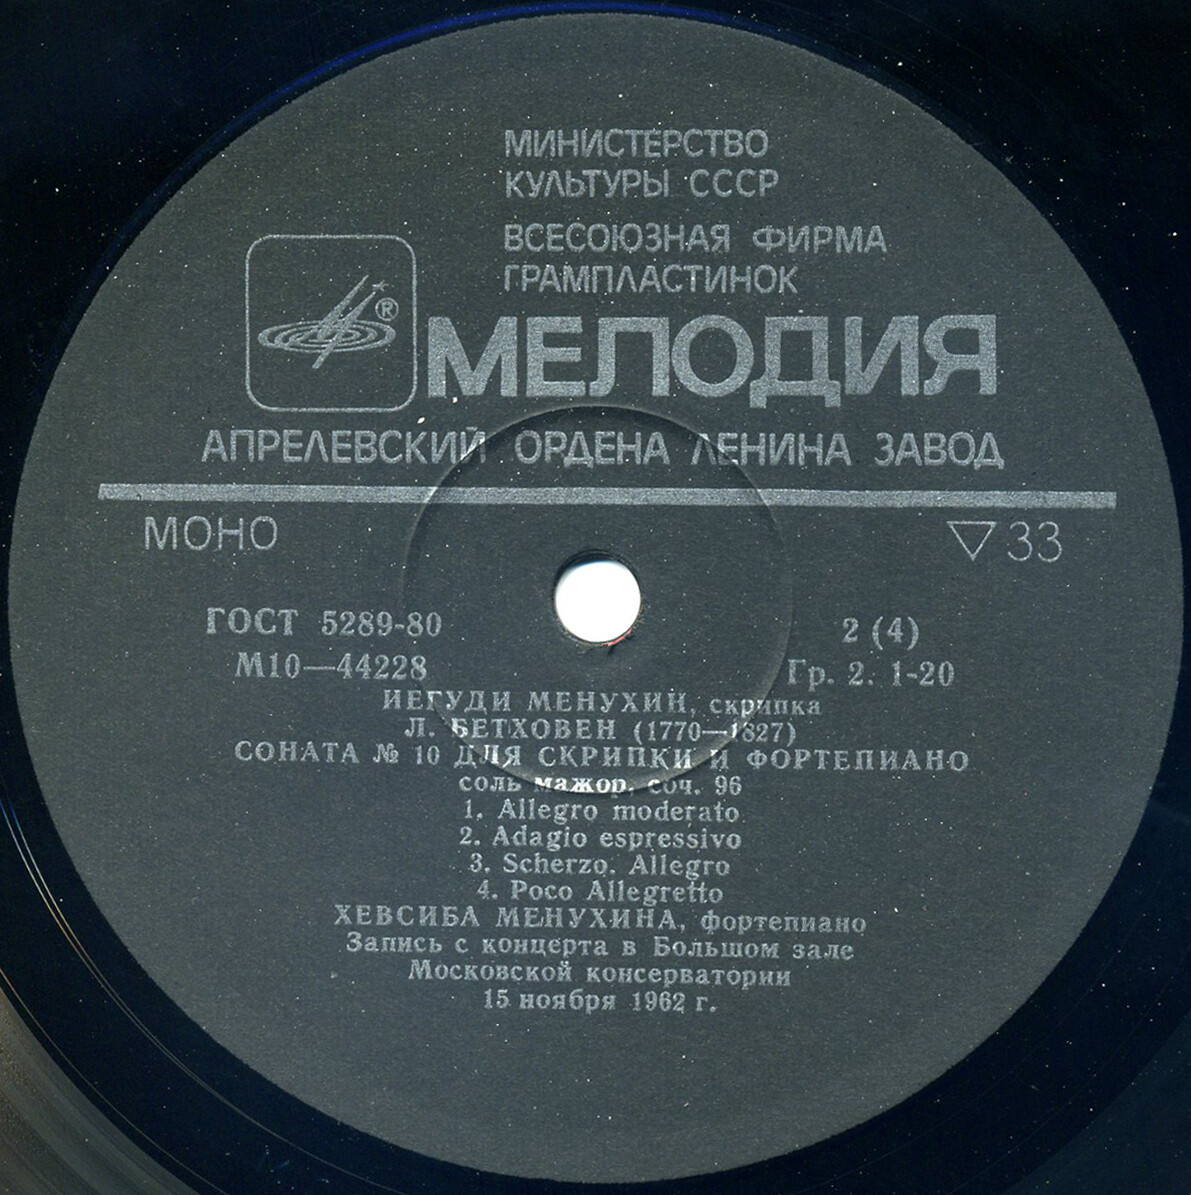 МИНИСТЕРСТВО
КУЛЬТУРЫ СССР
ВСЕСОЮЗНАЯ ФИРМА
ГРАМПЛАСТИНОК
®
МЕЛОДИЯ
АПРЕЛЕВСКИЙ ОРДЕНА ЛЕНИНА ЗАВОД
МОНО
▽33
ГОСТ 5289-80
2 (4)
М10—44228
Гр. 2. 1-20
ИЕГУДИ МЕНУХИН, скрипка
Л. БЕТХОВЕН (1770—1827)
СОНАТА № 10 ДЛЯ СКРИПКИ И ФОРТЕПИАНО
соль мажор, соч. 96
1. Allegro moderato
2. Adagio espressivo
3. Scherzo. Allegro
4. Poco Allegretto
ХЕВСИБА МЕНУХИНА, фортепиано
Запись с концерта в Большом зале
Московской консерватории
15 ноября 1962 г.